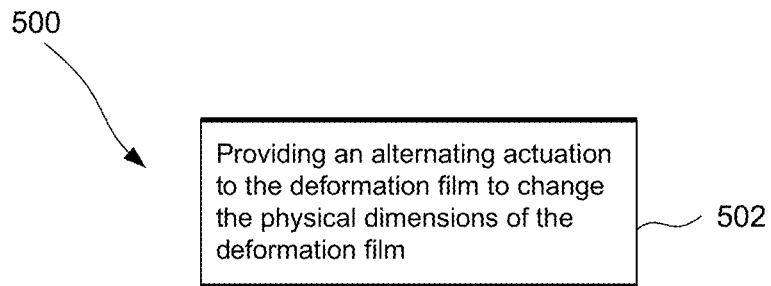 500
Providing an alternating actuation
to the deformation film to change
the physical dimensions of the
deformation film
502